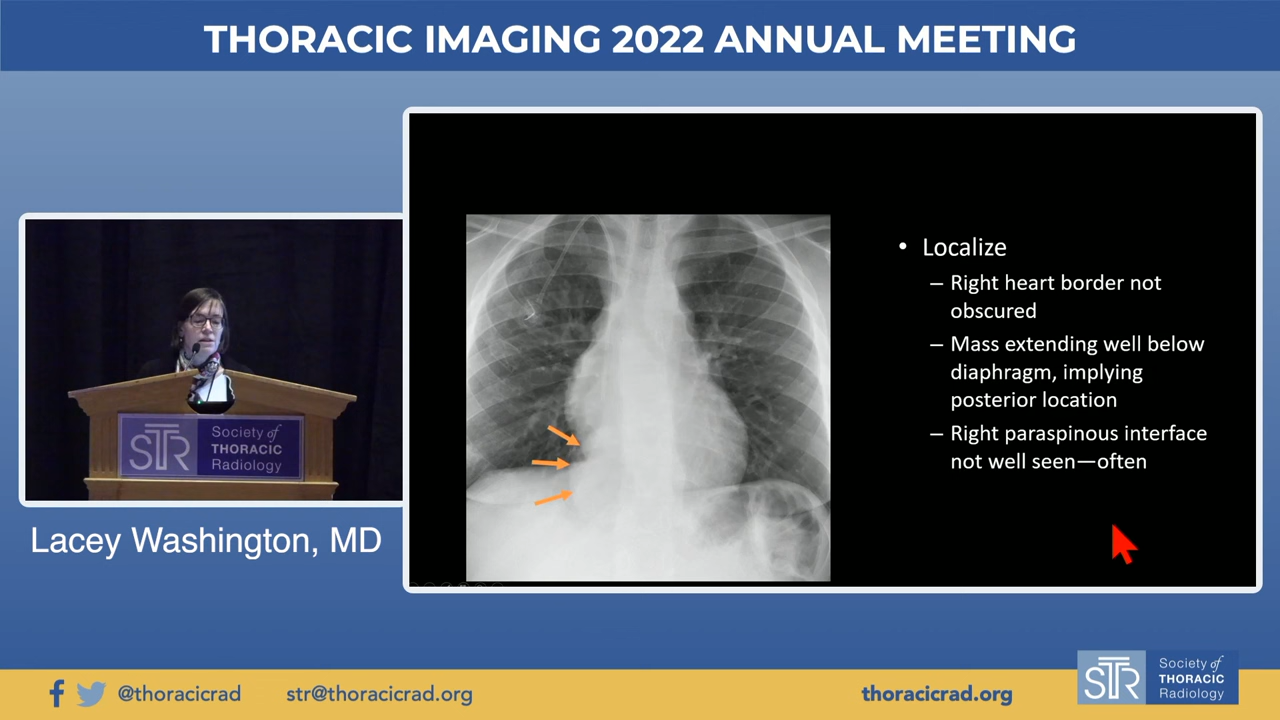 THORACIC IMAGING 2022 ANNUAL MEETING
STR
Society of
THORACIC
Radiology
Lacey Washington, MD
• Localize
– Right heart border not
obscured
– Mass extending well below
diaphragm, implying
posterior location
– Right paraspinous interface
not well seen—often
@thoracicrad
str@thoracicrad.org
thoracicrad.org
STR
Society of
THORACIC
Radiology